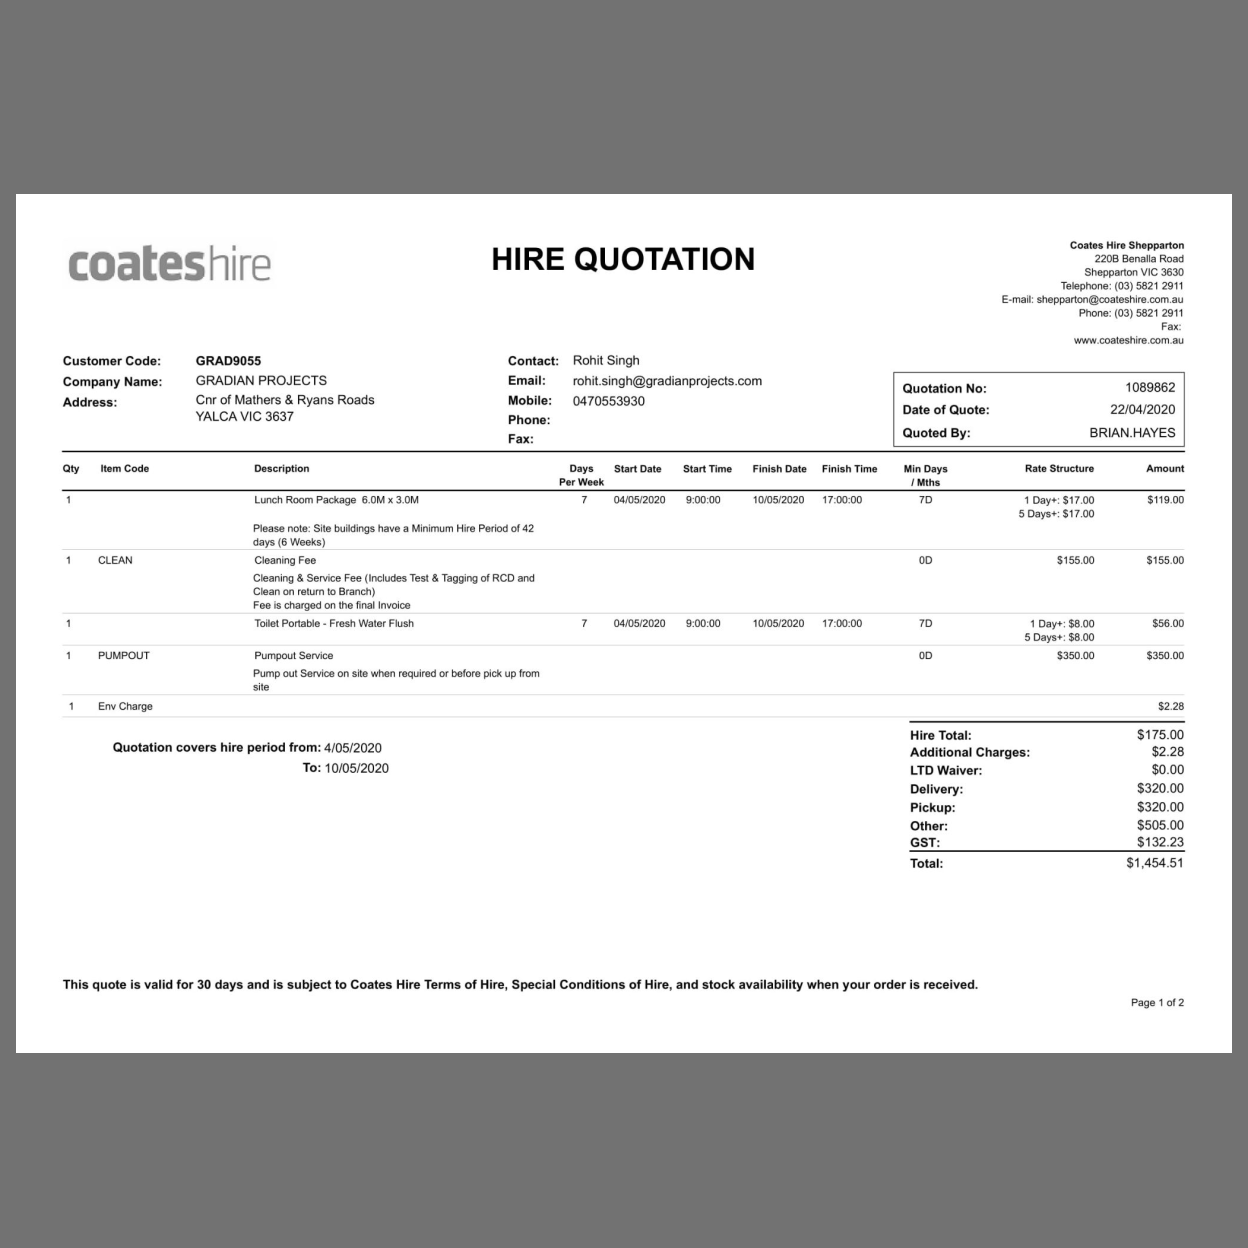 coateshire
HIRE QUOTATION
Coates Hire Shepparton
220B Benalla Road
Shepparton VIC 3630
Telephone: (03) 5821 2911
E-mail: shepparton@coateshire.com.au
Phone: (03) 5821 2911
Fax:
www.coateshire.com.au
Customer Code: GRAD9055
Company Name: GRADIAN PROJECTS
Address: Cnr of Mathers & Ryans Roads
YALCA VIC 3637
Contact: Rohit Singh
Email: rohit.singh@gradianprojects.com
Mobile: 0470553930
Phone:
Fax:
Quotation No: 1089862
Date of Quote: 22/04/2020
Quoted By: BRIAN.HAYES
Qty Item Code Description Days Start Date Start Time Finish Date Finish Time Min Days Rate Structure Amount
Per Week / Mths
1 Lunch Room Package 6.0M x 3.0M 7 04/05/2020 9:00:00 10/05/2020 17:00:00 7D 1 Day+: $17.00 $119.00
5 Days+: $17.00
Please note: Site buildings have a Minimum Hire Period of 42
days (6 Weeks)
1 CLEAN Cleaning Fee 0D $155.00 $155.00
Cleaning & Service Fee (Includes Test & Tagging of RCD and
Clean on return to Branch)
Fee is charged on the final Invoice
1 Toilet Portable - Fresh Water Flush 7 04/05/2020 9:00:00 10/05/2020 17:00:00 7D 1 Day+: $8.00 $56.00
5 Days+: $8.00
1 PUMPOUT Pumpout Service 0D $350.00 $350.00
Pump out Service on site when required or before pick up from
site
1 Env Charge $2.28
Quotation covers hire period from: 4/05/2020
To: 10/05/2020
Hire Total: $175.00
Additional Charges: $2.28
LTD Waiver: $0.00
Delivery: $320.00
Pickup: $320.00
Other: $505.00
GST: $132.23
Total: $1,454.51
This quote is valid for 30 days and is subject to Coates Hire Terms of Hire, Special Conditions of Hire, and stock availability when your order is received.
Page 1 of 2